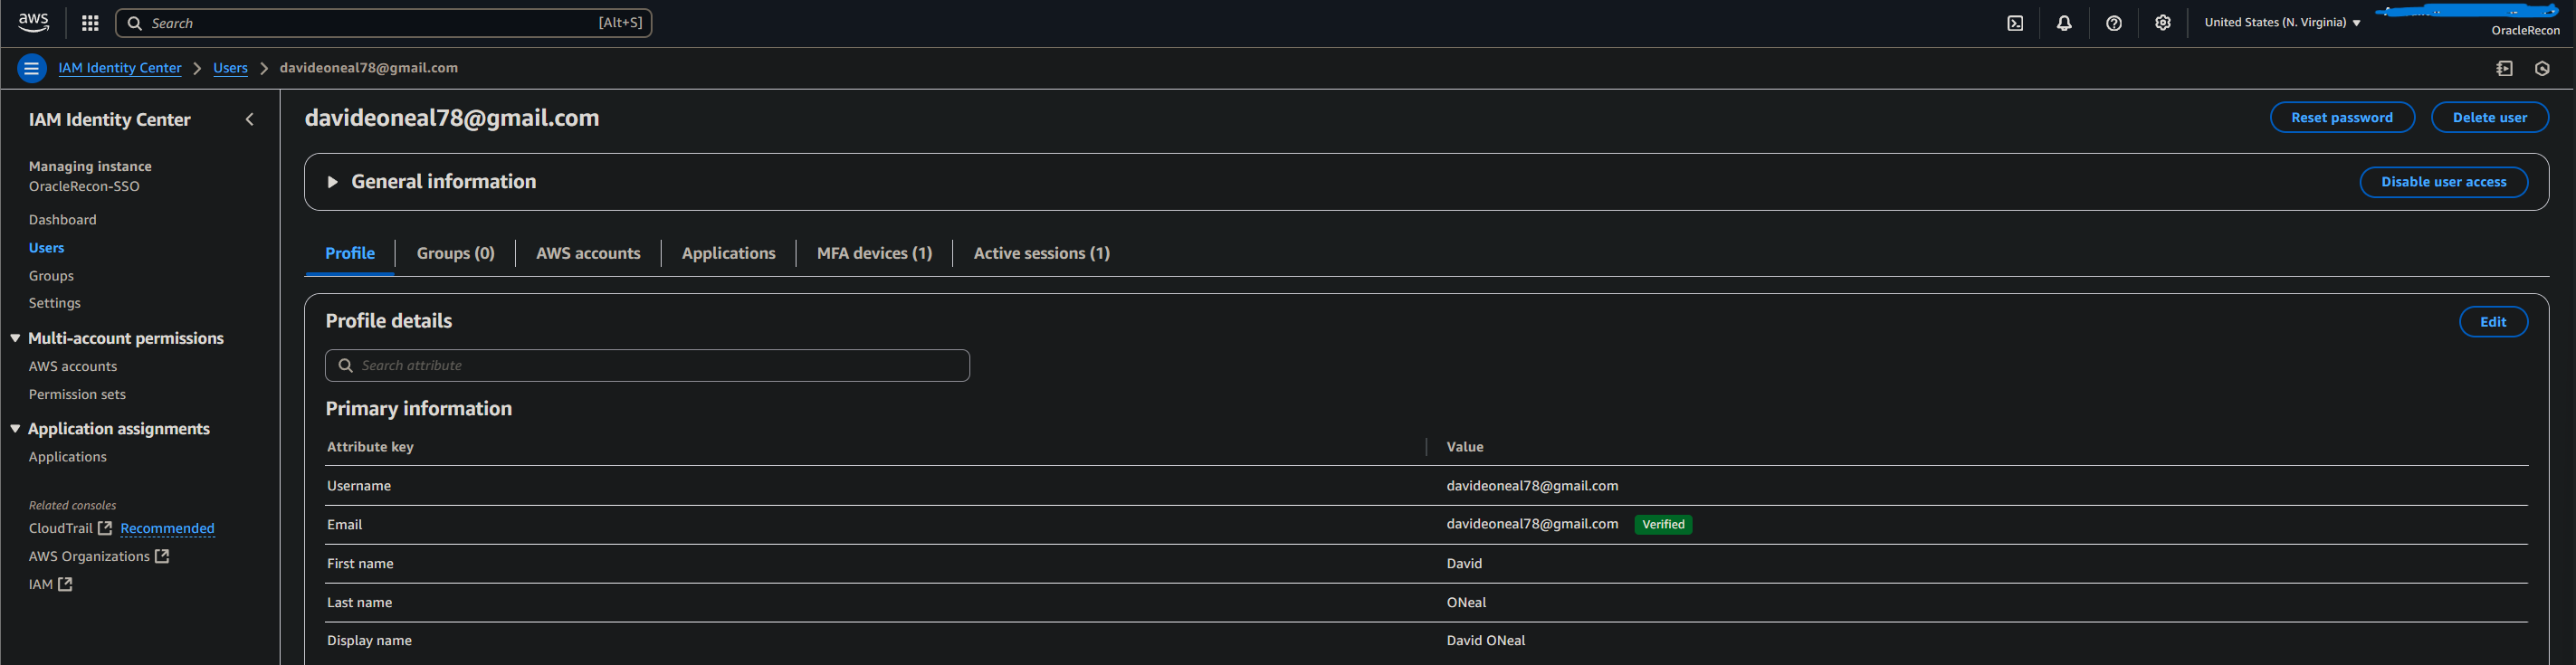 aws
Search [Alt+S]
United States (N. Virginia)
OracleRecon
IAM Identity Center Users davideoneal78@gmail.com
IAM Identity Center
Managing instance
OracleRecon-SSO
Dashboard
Users
Groups
Settings
Multi-account permissions
AWS accounts
Permission sets
Application assignments
Applications
Related consoles
CloudTrail Recommended
AWS Organizations
IAM
davideoneal78@gmail.com
Reset password Delete user
General information Disable user access
Profile Groups (0) AWS accounts Applications MFA devices (1) Active sessions (1)
Profile details Edit
Search attribute
Primary information
Attribute key Value
Username davideoneal78@gmail.com
Email davideoneal78@gmail.com Verified
First name David
Last name ONeal
Display name David ONeal